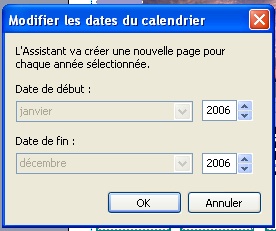 Modifier les dates du calendrier
L'Assistant va créer une nouvelle page pour
chaque année sélectionnée.
Date de début :
janvier 2006
Date de fin :
décembre 2006
OK Annuler